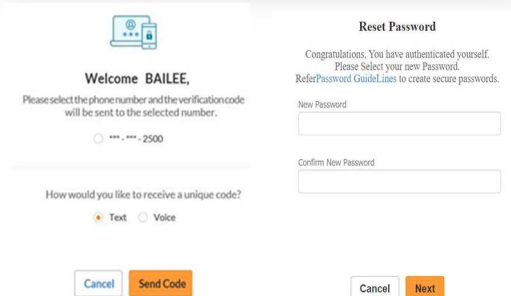 Welcome BAILEE,
Please select the phone number and the verification code
will be sent to the selected number.
***-***-2500
How would you like to receive a unique code?
Text Voice
Cancel Send Code
Reset Password
Congratulations, You have authenticated yourself.
Please Select your new Password.
ReferPassword GuideLines to create secure passwords.
New Password
Confirm New Password
Cancel Next